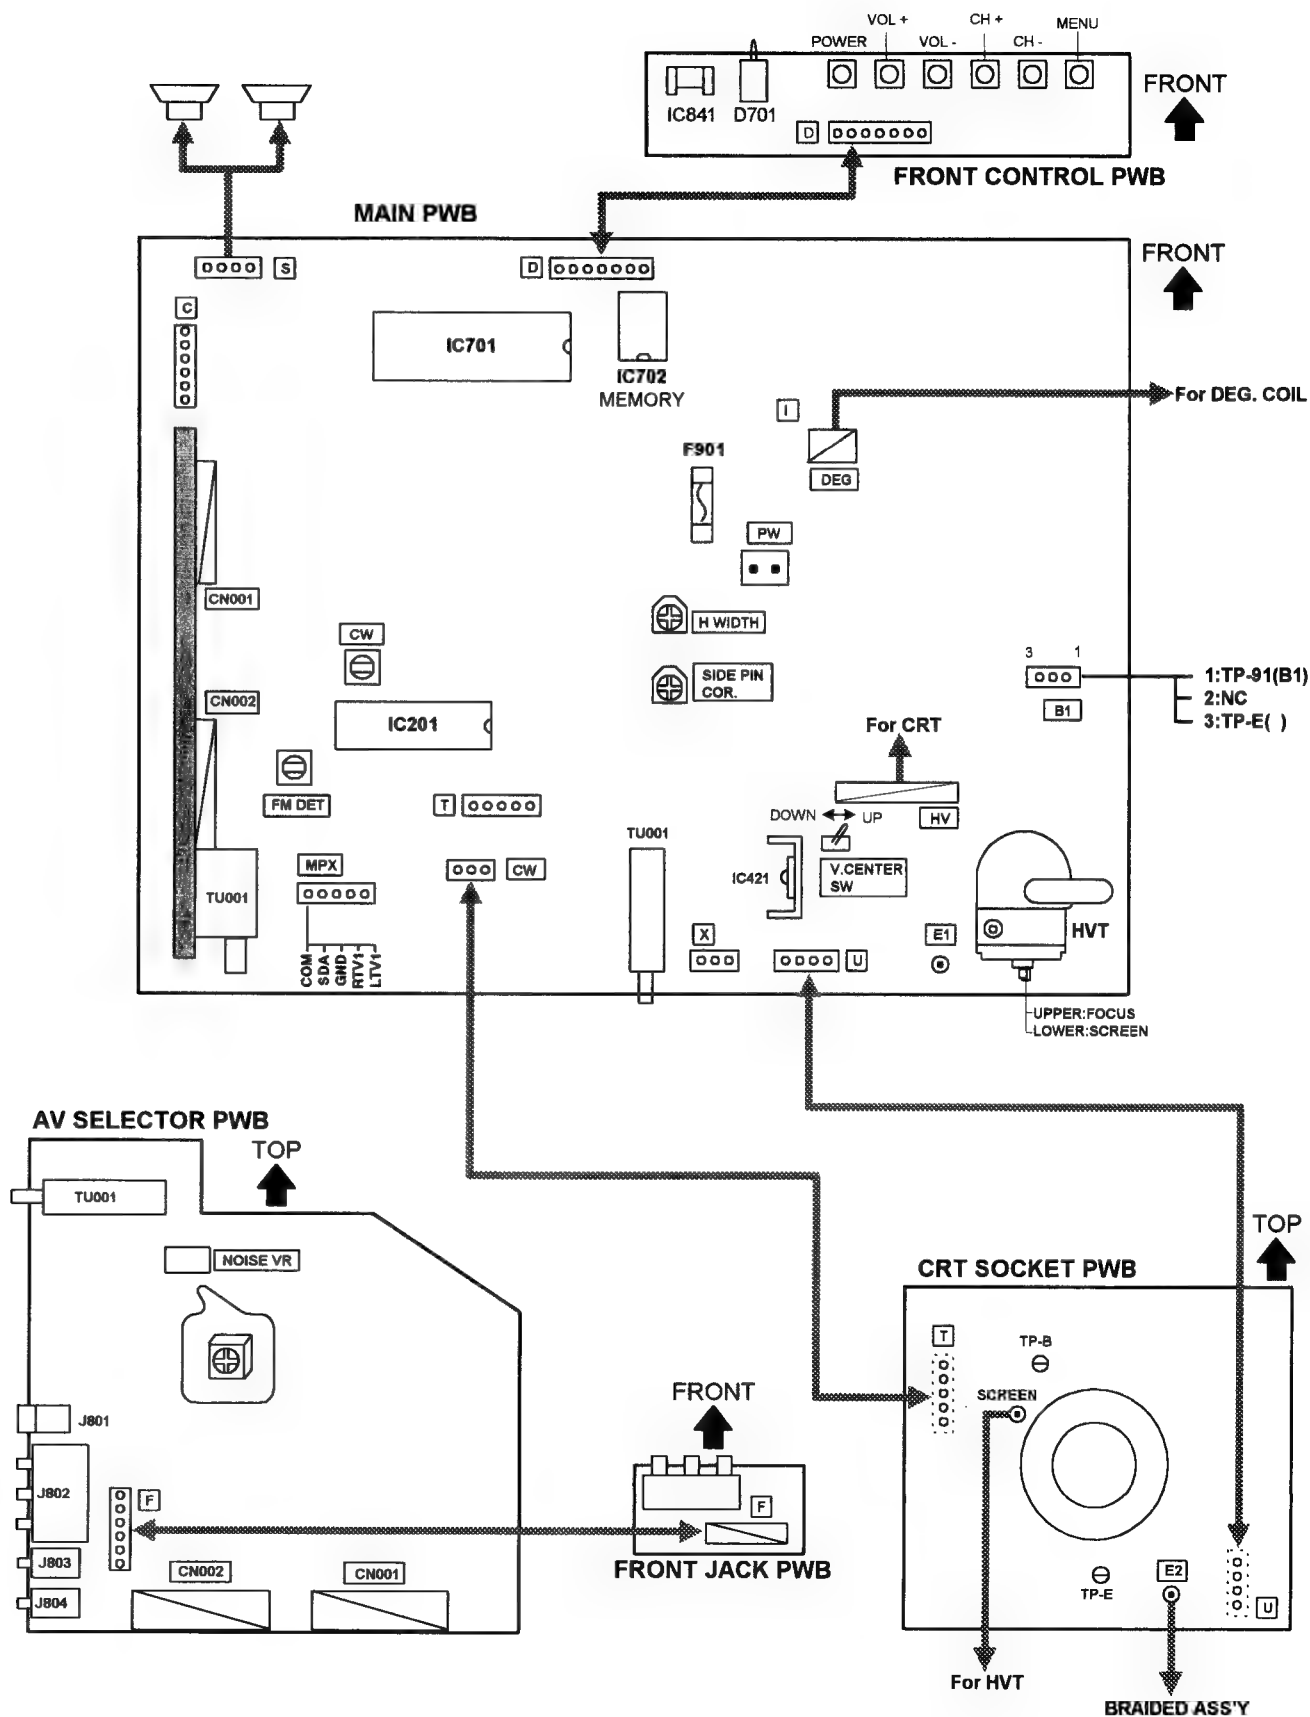 VOL +
CH +
MENU
POWER
VOL -
CH -
IC841
D701
D
FRONT
FRONT CONTROL PWB
MAIN PWB
FRONT
S
D
C
IC701
IC702
MEMORY
I
For DEG. COIL
F901
DEG
PW
CN001
H WIDTH
CW
SIDE PIN
COR.
3
1
1:TP-91(B1)
2:NC
3:TP-E( )
B1
CN002
IC201
For CRT
FM DET
T
DOWN
UP
HV
TU001
MPX
CW
IC421
V.CENTER
SW
TU001
X
U
E1
HVT
COM
SDA
GND
RTV1
LTV1
UPPER:FOCUS
LOWER:SCREEN
AV SELECTOR PWB
TOP
TU001
NOISE VR
TOP
CRT SOCKET PWB
T
TP-B
SCREEN
FRONT
J801
J802
F
F
J803
J804
CN002
CN001
FRONT JACK PWB
TP-E
E2
U
For HVT
BRAIDED ASS'Y